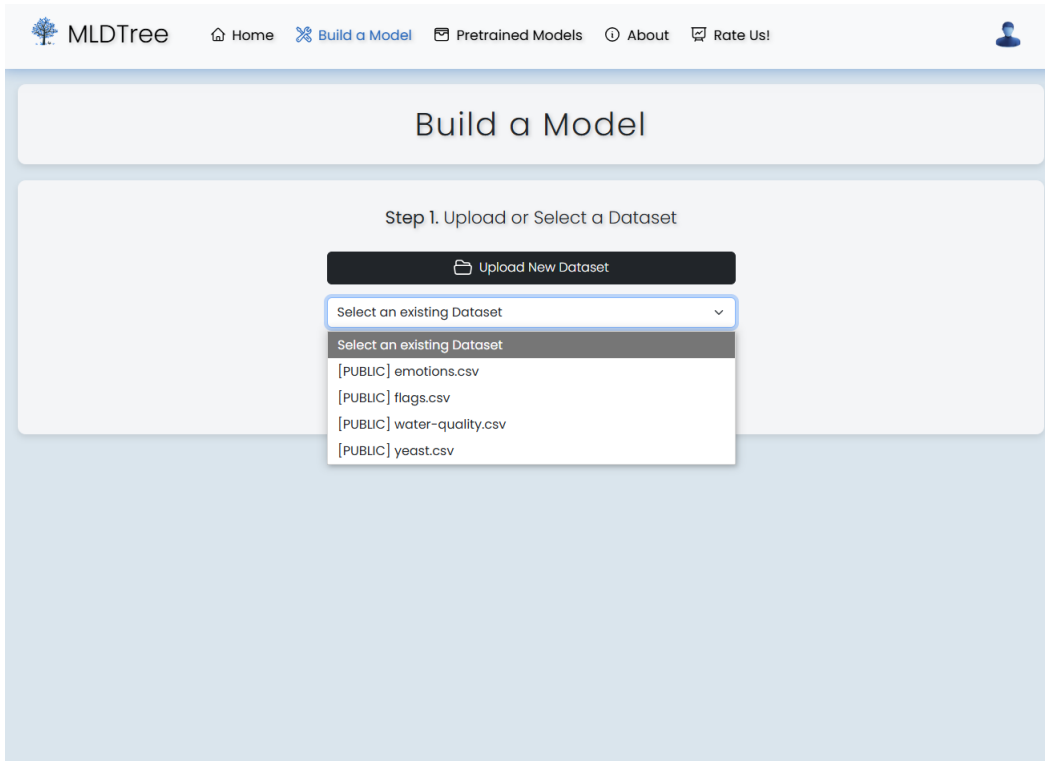 MLDTree Home Build a Model Pretrained Models About Rate Us!
Build a Model
Step 1. Upload or Select a Dataset
Upload New Dataset
Select an existing Dataset
Select an existing Dataset
[PUBLIC] emotions.csv
[PUBLIC] flags.csv
[PUBLIC] water-quality.csv
[PUBLIC] yeast.csv